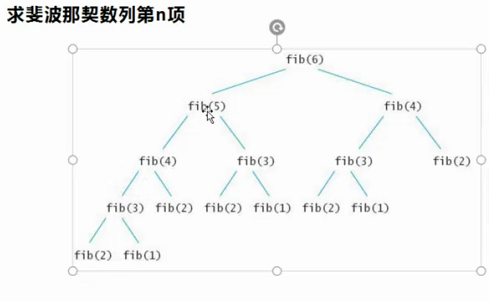 求斐波那契数列第n项
fib(6)
fib(5) fib(4)
fib(4) fib(3) fib(3) fib(2)
fib(3) fib(2) fib(2) fib(1) fib(2) fib(1)
fib(2) fib(1)